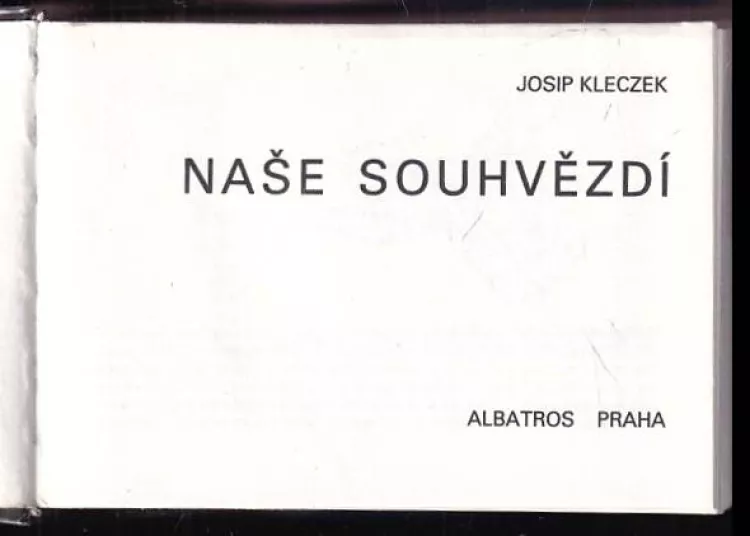 JOSIP KLECZEK
NAŠE SOUHVĚZDÍ
ALBATROS PRAHA